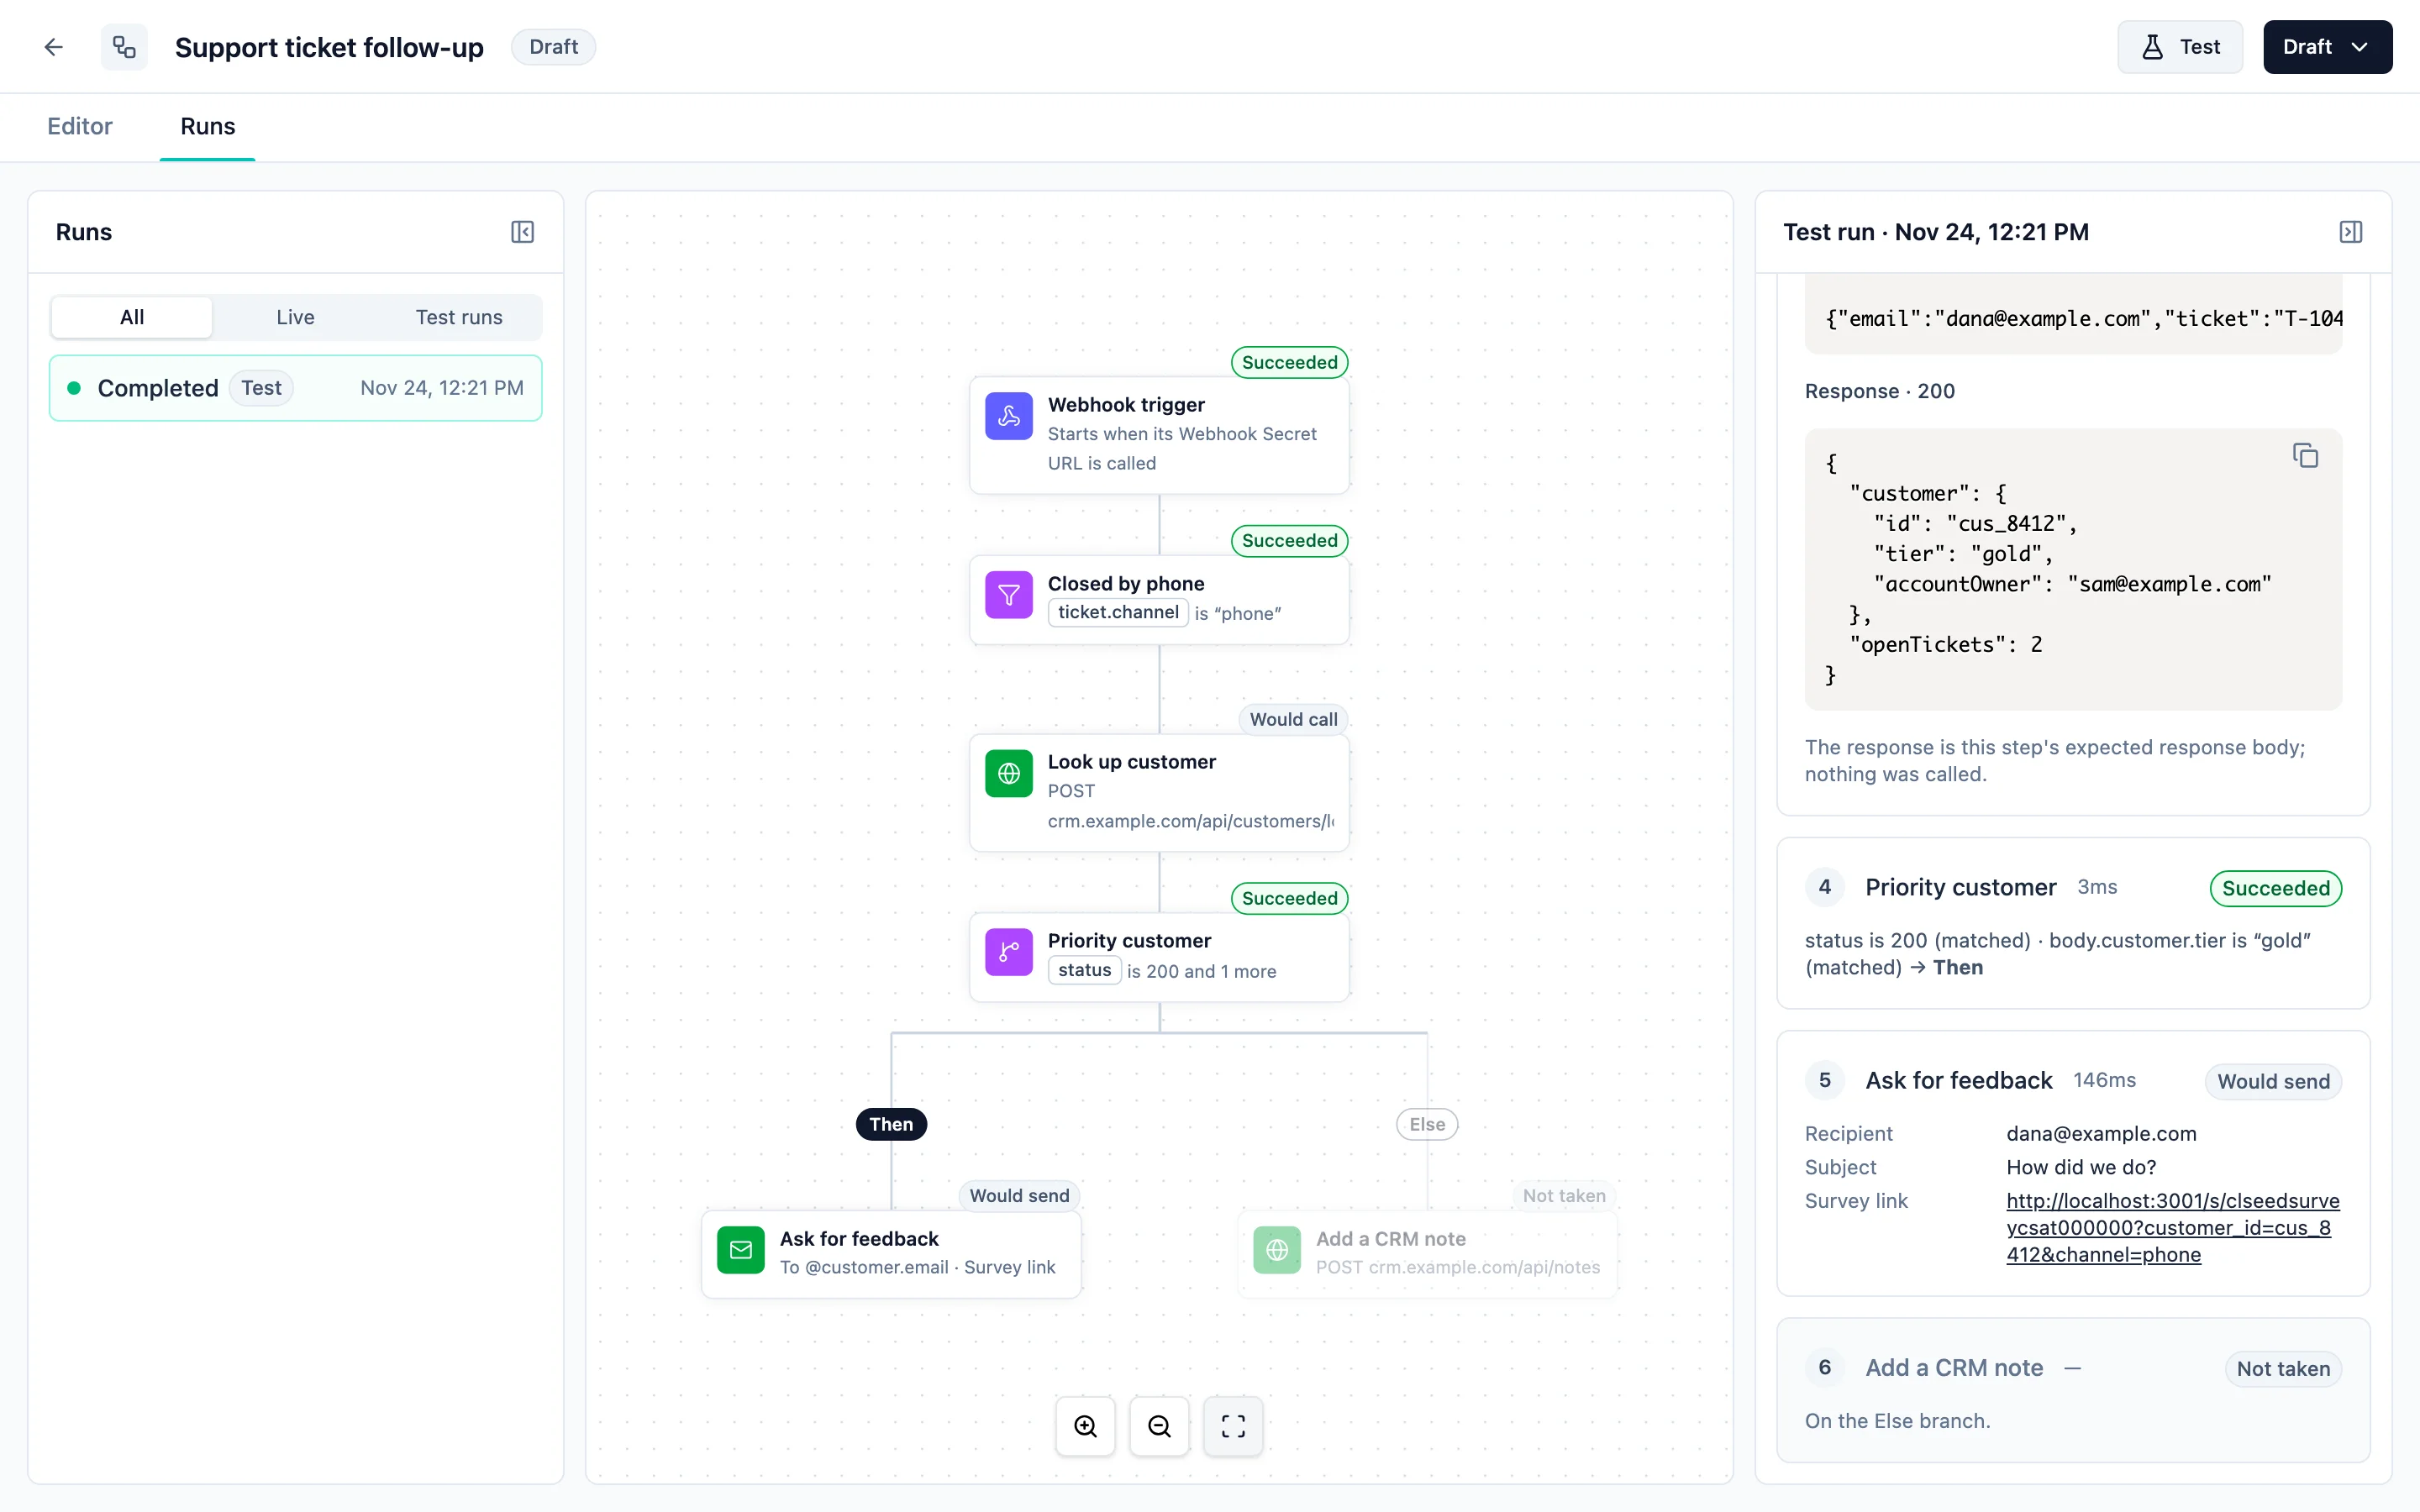 Support ticket follow-up
Draft
Test
Draft
Editor
Runs
Runs
All
Live
Test runs
Completed
Test
Nov 24, 12:21 PM
Succeeded
Webhook trigger
Starts when its Webhook Secret
URL is called
Succeeded
Closed by phone
ticket.channel is “phone”
Would call
Look up customer
POST
crm.example.com/api/customers/l
Succeeded
Priority customer
status is 200 and 1 more
Then
Else
Would send
Ask for feedback
To @customer.email · Survey link
Not taken
Add a CRM note
POST crm.example.com/api/notes
Test run · Nov 24, 12:21 PM
{"email":"dana@example.com","ticket":"T-104
Response · 200
{
"customer": {
"id": "cus_8412",
"tier": "gold",
"accountOwner": "sam@example.com"
},
"openTickets": 2
}
The response is this step's expected response body;
nothing was called.
4 Priority customer 3ms Succeeded
status is 200 (matched) · body.customer.tier is “gold”
(matched) → Then
5 Ask for feedback 146ms Would send
Recipient dana@example.com
Subject How did we do?
Survey link http://localhost:3001/s/clseedsurve
ycsat000000?customer_id=cus_8
412&channel=phone
6 Add a CRM note — Not taken
On the Else branch.